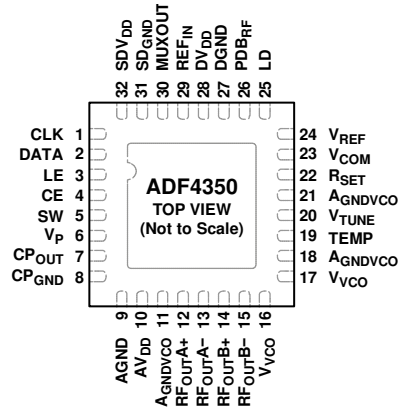 32 SDVDD
31 SDGND
30 MUXOUT
29 REFIN
28 DVDD
27 DGND
26 PDBRF
25 LD
CLK 1
DATA 2
LE 3
CE 4
SW 5
VP 6
CPOUT 7
CPGND 8
ADF4350
TOP VIEW
(Not to Scale)
24 VREF
23 VCOM
22 RSET
21 AGNDVCO
20 VTUNE
19 TEMP
18 AGNDVCO
17 VVCO
AGND 9
AVDD 10
AGNDVCO 11
RFOUTA+ 12
RFOUTA- 13
RFOUTB+ 14
RFOUTB- 15
VVCO 16